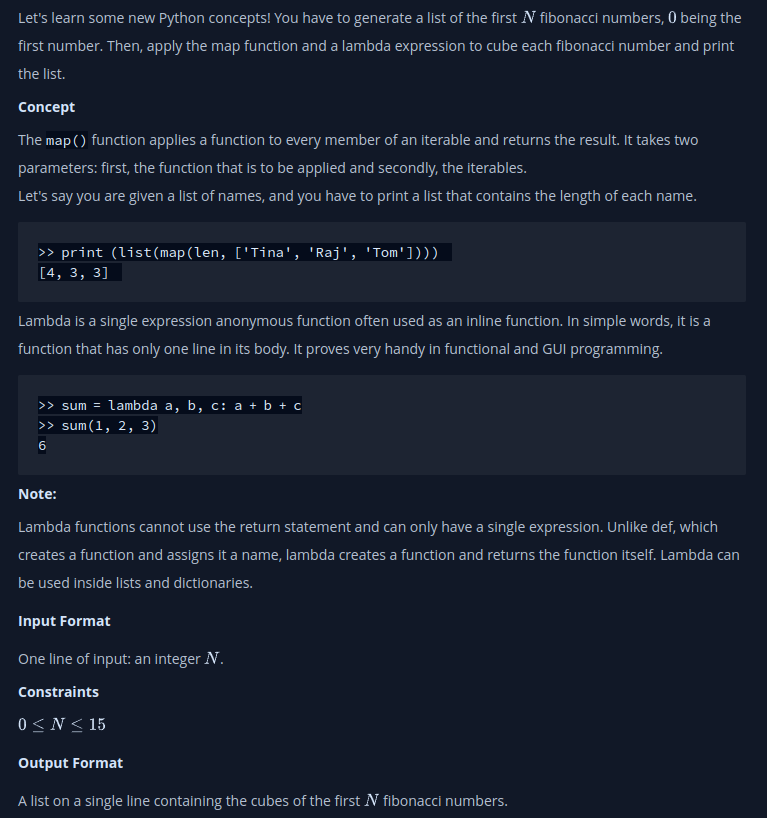 Let's learn some new Python concepts! You have to generate a list of the first N fibonacci numbers, 0 being the
first number. Then, apply the map function and a lambda expression to cube each fibonacci number and print
the list.
Concept
The map() function applies a function to every member of an iterable and returns the result. It takes two
parameters: first, the function that is to be applied and secondly, the iterables.
Let's say you are given a list of names, and you have to print a list that contains the length of each name.
>> print (list(map(len, ['Tina', 'Raj', 'Tom'])))
[4, 3, 3]
Lambda is a single expression anonymous function often used as an inline function. In simple words, it is a
function that has only one line in its body. It proves very handy in functional and GUI programming.
>> sum = lambda a, b, c: a + b + c
>> sum(1, 2, 3)
6
Note:
Lambda functions cannot use the return statement and can only have a single expression. Unlike def, which
creates a function and assigns it a name, lambda creates a function and returns the function itself. Lambda can
be used inside lists and dictionaries.
Input Format
One line of input: an integer N.
Constraints
0 ≤ N ≤ 15
Output Format
A list on a single line containing the cubes of the first N fibonacci numbers.